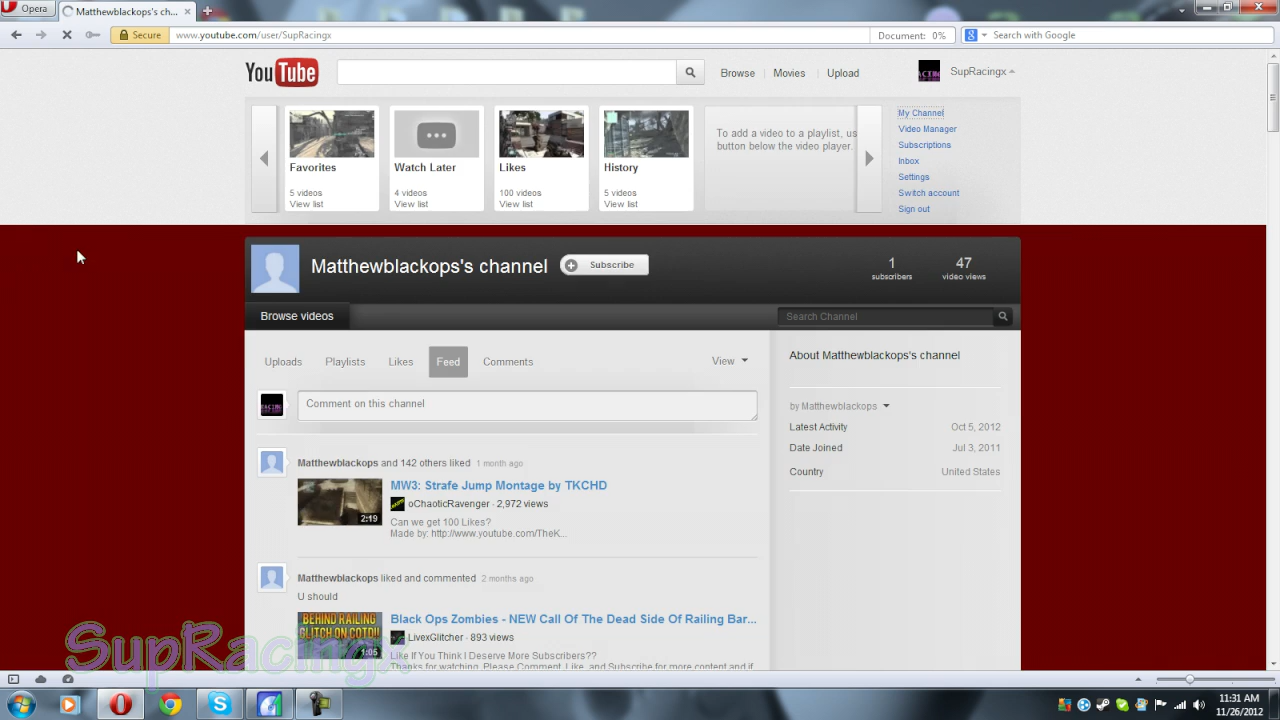 Opera
Matthewblackops's ch...
Secure
www.youtube.com/user/SupRacingx
Document: 0%
Search with Google
YouTube
Browse
Movies
Upload
SupRacingx
Favorites
5 videos
View list
Watch Later
4 videos
View list
Likes
100 videos
View list
History
5 videos
View list
To add a video to a playlist, us
button below the video player.
My Channel
Video Manager
Subscriptions
Inbox
Settings
Switch account
Sign out
Matthewblackops's channel
Subscribe
1
subscribers
47
video views
Browse videos
Search Channel
Uploads
Playlists
Likes
Feed
Comments
View
Comment on this channel
Matthewblackops and 142 others liked 1 month ago
MW3: Strafe Jump Montage by TKCHD
oChaoticRavenger · 2,972 views
Can we get 100 Likes?
Made by: http://www.youtube.com/TheK...
2:19
Matthewblackops liked and commented 2 months ago
U should
BEHIND RAILING
GLITCH ON COTD!!
1:05
Black Ops Zombies - NEW Call Of The Dead Side Of Railing Bar...
LivexGlitcher · 893 views
Like If You Think I Deserve More Subscribers??
Thanks for watching, Please Comment, Like, and Subscribe for more content and if
About Matthewblackops's channel
by Matthewblackops
Latest Activity Oct 5, 2012
Date Joined Jul 3, 2011
Country United States
SupRacingx
11:31 AM
11/26/2012